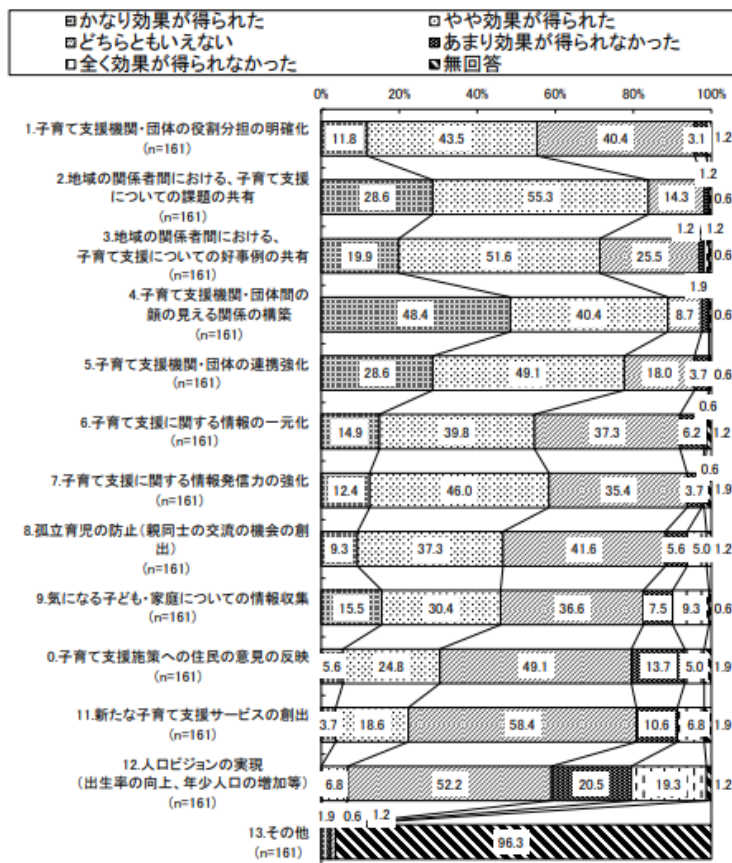 かなり効果が得られた やや効果が得られた
どちらともいえない あまり効果が得られなかった
全く効果が得られなかった 無回答
0% 20% 40% 60% 80% 100%
1.子育て支援機関・団体の役割分担の明確化
(n=161)
11.8 43.5 40.4 3.1 1.2
2.地域の関係者間における、子育て支援
についての課題の共有
(n=161)
1.2
28.6 55.3 14.3 0.6
3.地域の関係者間における、
子育て支援についての好事例の共有
(n=161)
1.2 1.2
19.9 51.6 25.5 0.6
4.子育て支援機関・団体間の
顔の見える関係の構築
(n=161)
1.9
48.4 40.4 8.7 0.6
5.子育て支援機関・団体の連携強化
(n=161)
28.6 49.1 18.0 3.7 0.6
6.子育て支援に関する情報の一元化
(n=161)
0.6
14.9 39.8 37.3 6.2 1.2
7.子育て支援に関する情報発信力の強化
(n=161)
0.6
12.4 46.0 35.4 3.7 1.9
8.孤立育児の防止(親同士の交流の機会の創
出)
(n=161)
9.3 37.3 41.6 5.6 5.0 1.2
9.気になる子ども・家庭についての情報収集
(n=161)
15.5 30.4 36.6 7.5 9.3 0.6
0.子育て支援施策への住民の意見の反映
(n=161)
5.6 24.8 49.1 13.7 5.0 1.9
11.新たな子育て支援サービスの創出
(n=161)
3.7 18.6 58.4 10.6 6.8 1.9
12.人口ビジョンの実現
(出生率の向上、年少人口の増加等)
(n=161)
6.8 52.2 20.5 19.3 1.2
13.その他
(n=161)
1.9 0.6 1.2
96.3